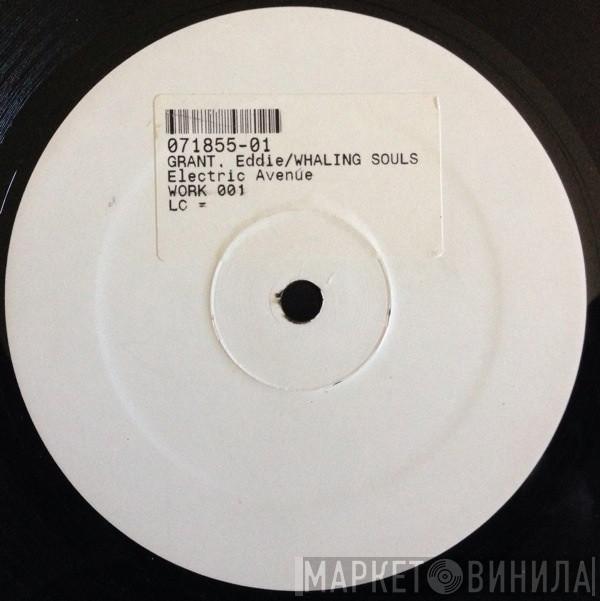 071855-01
GRANT, Eddie/WHALING SOULS
Electric Avenue
WORK 001
LC =
МАРКЕТ ВИНИЛА